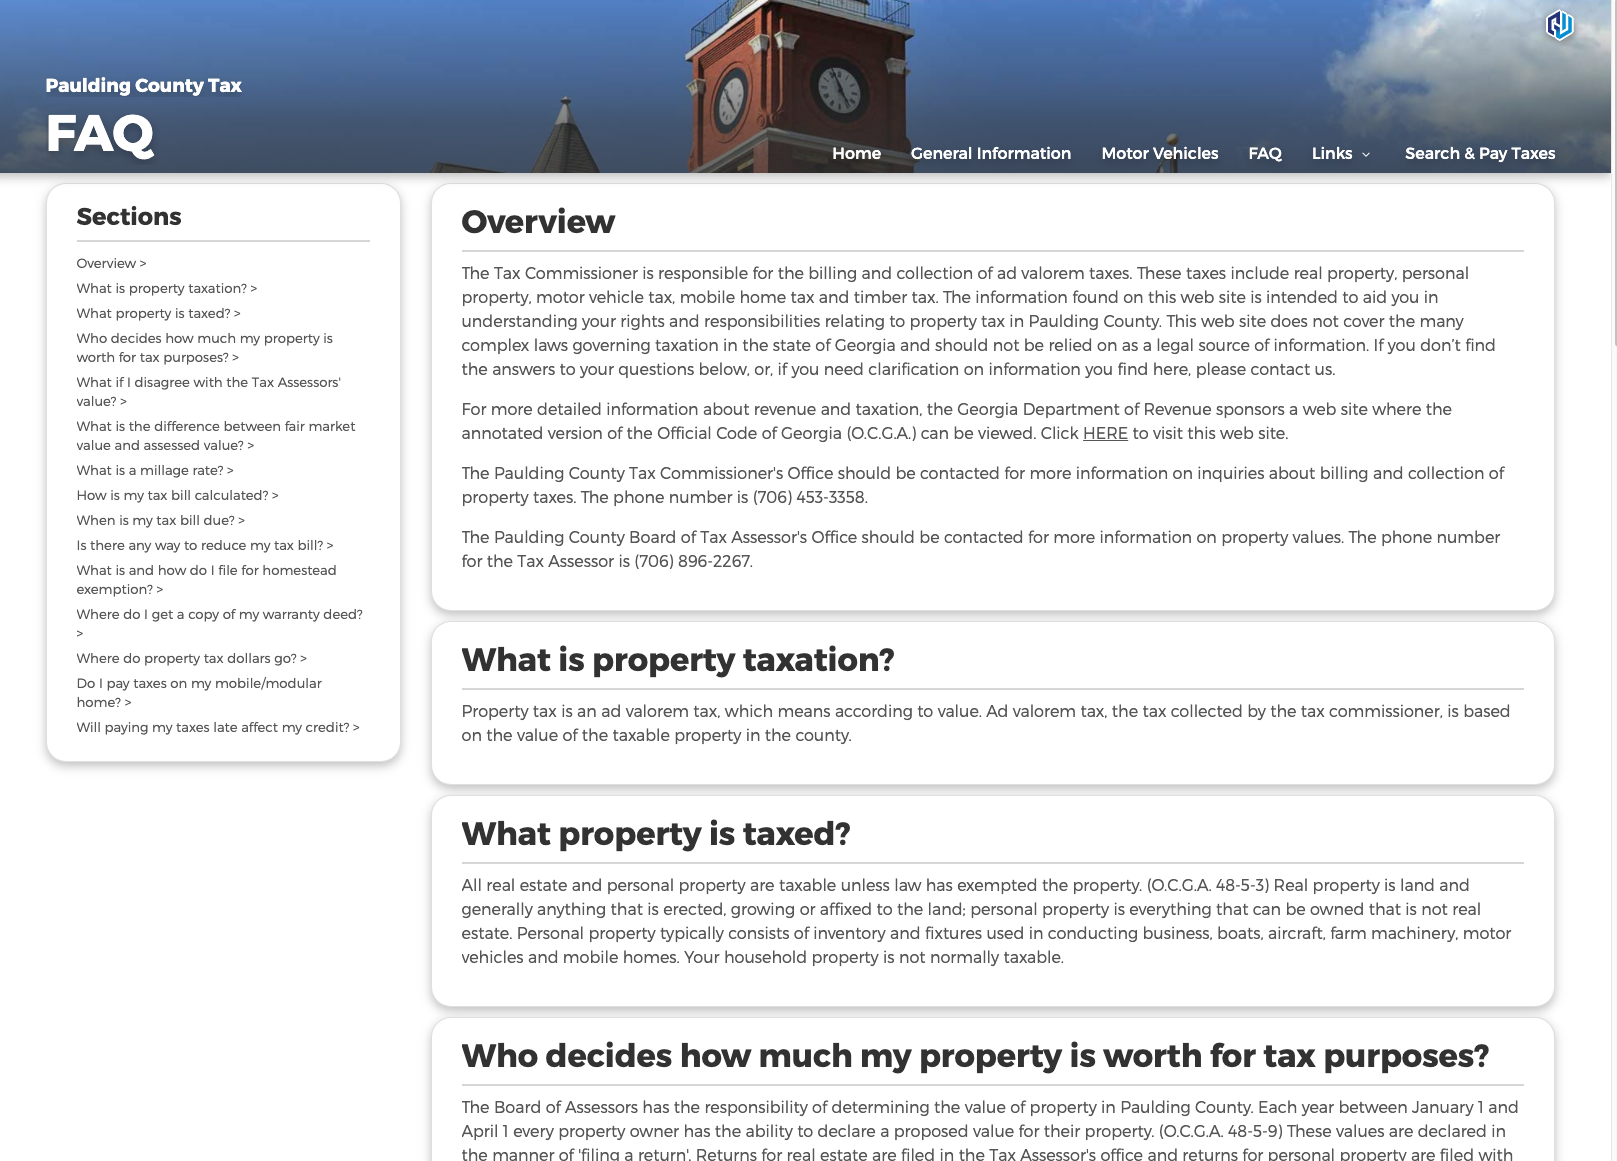 Paulding County Tax
FAQ
Home General Information Motor Vehicles FAQ Links Search & Pay Taxes
Sections
Overview >
What is property taxation? >
What property is taxed? >
Who decides how much my property is
worth for tax purposes? >
What if I disagree with the Tax Assessors'
value? >
What is the difference between fair market
value and assessed value? >
What is a millage rate? >
How is my tax bill calculated? >
When is my tax bill due? >
Is there any way to reduce my tax bill? >
What is and how do I file for homestead
exemption? >
Where do I get a copy of my warranty deed?
>
Where do property tax dollars go? >
Do I pay taxes on my mobile/modular
home? >
Will paying my taxes late affect my credit? >
Overview
The Tax Commissioner is responsible for the billing and collection of ad valorem taxes. These taxes include real property, personal
property, motor vehicle tax, mobile home tax and timber tax. The information found on this web site is intended to aid you in
understanding your rights and responsibilities relating to property tax in Paulding County. This web site does not cover the many
complex laws governing taxation in the state of Georgia and should not be relied on as a legal source of information. If you don’t find
the answers to your questions below, or, if you need clarification on information you find here, please contact us.
For more detailed information about revenue and taxation, the Georgia Department of Revenue sponsors a web site where the
annotated version of the Official Code of Georgia (O.C.G.A.) can be viewed. Click HERE to visit this web site.
The Paulding County Tax Commissioner's Office should be contacted for more information on inquiries about billing and collection of
property taxes. The phone number is (706) 453-3358.
The Paulding County Board of Tax Assessor's Office should be contacted for more information on property values. The phone number
for the Tax Assessor is (706) 896-2267.
What is property taxation?
Property tax is an ad valorem tax, which means according to value. Ad valorem tax, the tax collected by the tax commissioner, is based
on the value of the taxable property in the county.
What property is taxed?
All real estate and personal property are taxable unless law has exempted the property. (O.C.G.A. 48-5-3) Real property is land and
generally anything that is erected, growing or affixed to the land; personal property is everything that can be owned that is not real
estate. Personal property typically consists of inventory and fixtures used in conducting business, boats, aircraft, farm machinery, motor
vehicles and mobile homes. Your household property is not normally taxable.
Who decides how much my property is worth for tax purposes?
The Board of Assessors has the responsibility of determining the value of property in Paulding County. Each year between January 1 and
April 1 every property owner has the ability to declare a proposed value for their property. (O.C.G.A. 48-5-9) These values are declared in
the manner of 'filing a return'. Returns for real estate are filed in the Tax Assessor's office and returns for personal property are filed with